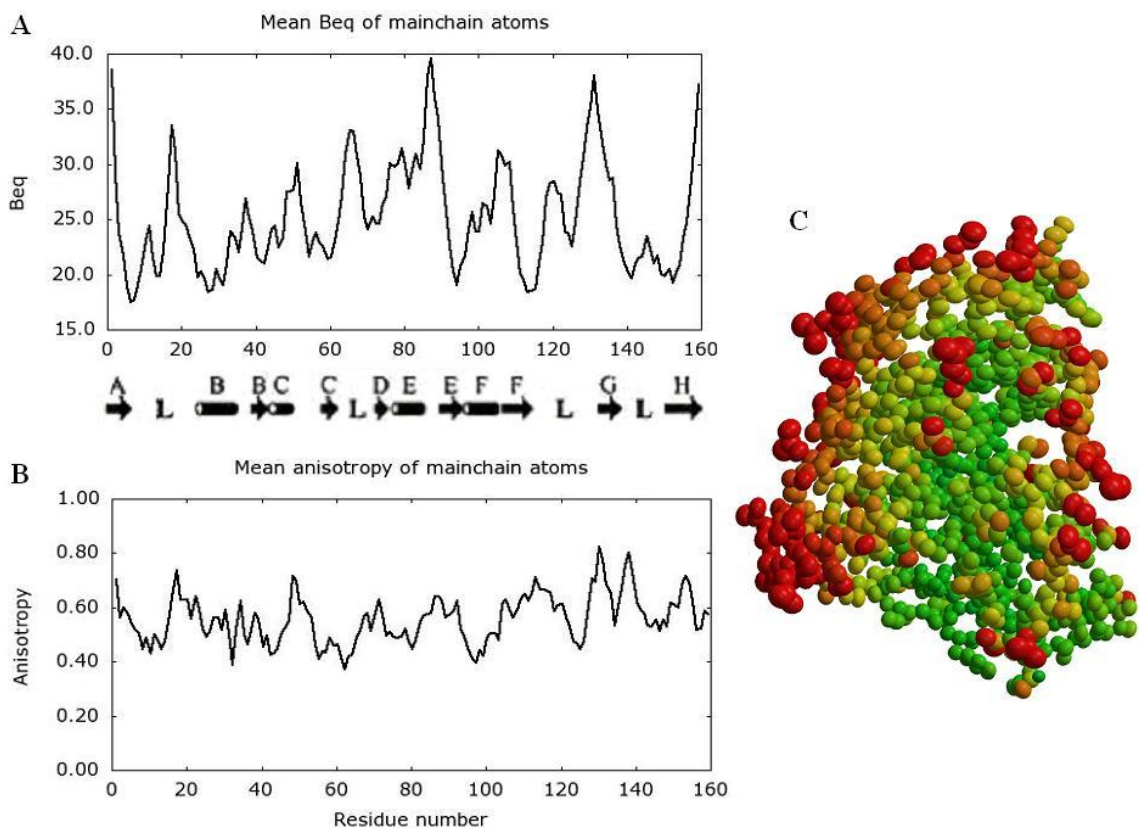 A
Mean Beq of mainchain atoms
40.0
35.0
30.0
25.0
20.0
15.0
Beq
0 20 40 60 80 100 120 140 160
A L B B C C L D E E F F L G L H
B
Mean anisotropy of mainchain atoms
1.00
0.80
0.60
0.40
0.20
0.00
Anisotropy
0 20 40 60 80 100 120 140 160
Residue number
C